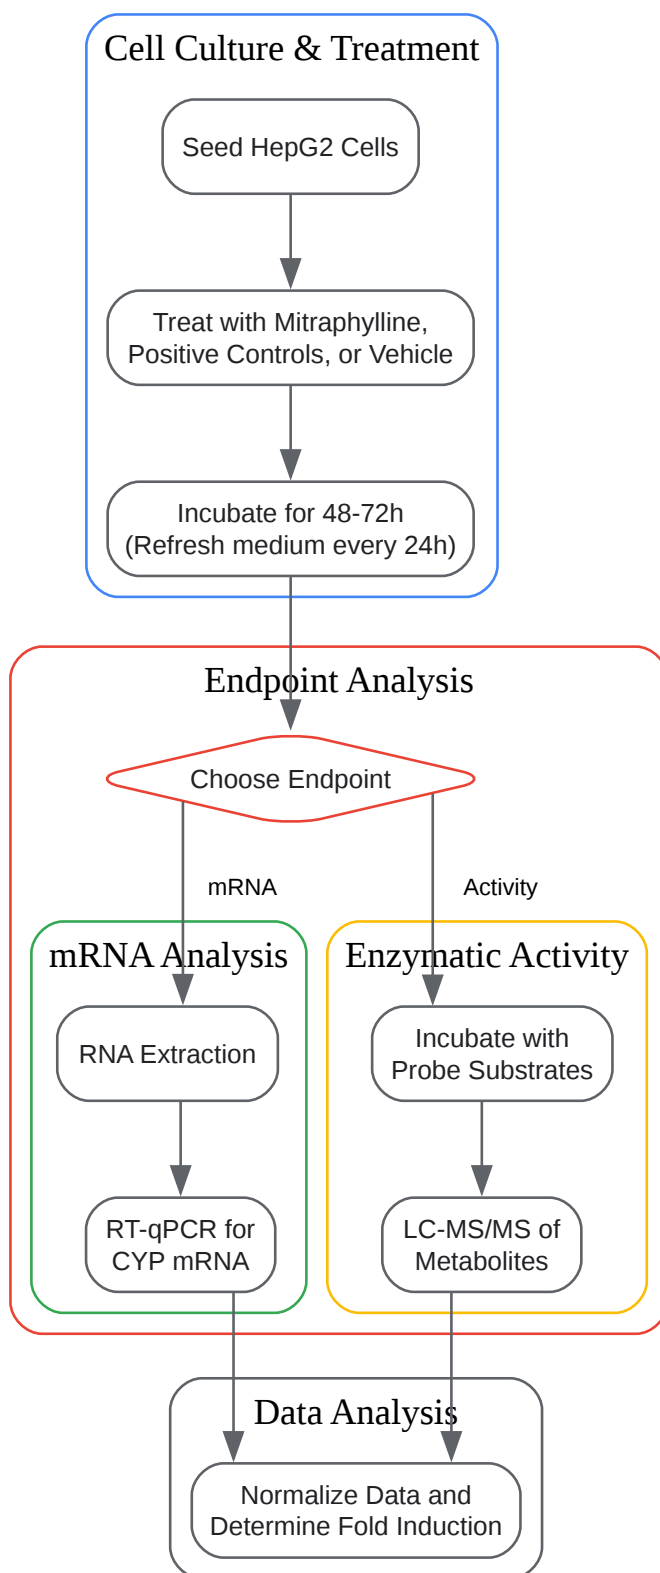 Cell Culture & Treatment
Seed HepG2 Cells
Treat with Mitraphylline,
Positive Controls, or Vehicle
Incubate for 48-72h
(Refresh medium every 24h)
Endpoint Analysis
Choose Endpoint
mRNA
Activity
mRNA Analysis
Enzymatic Activity
RNA Extraction
Incubate with
Probe Substrates
RT-qPCR for
CYP mRNA
LC-MS/MS of
Metabolites
Data Analysis
Normalize Data and
Determine Fold Induction